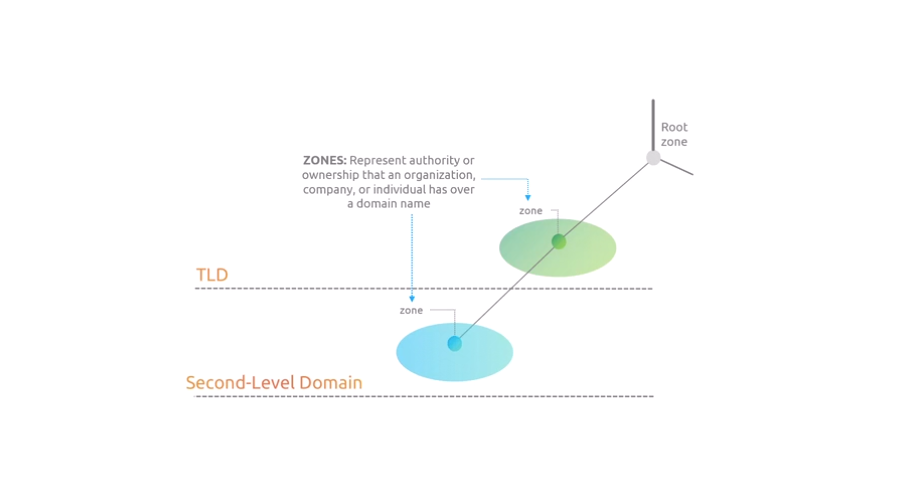 Root
zone
ZONES: Represent authority or
ownership that an organization,
company, or individual has over
a domain name
zone
TLD
zone
Second-Level Domain